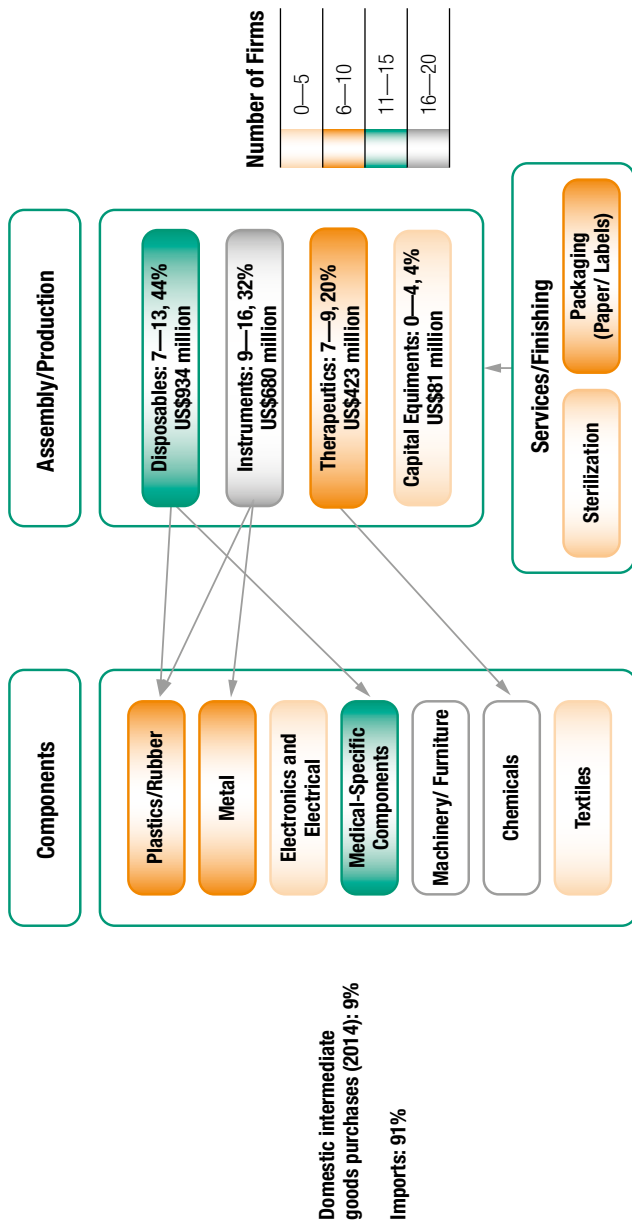 Domestic intermediate
goods purchases (2014): 9%
Imports: 91%
Components
Plastics/Rubber
Metal
Electronics and
Electrical
Medical-Specific
Components
Machinery/ Furniture
Chemicals
Textiles
Assembly/Production
Disposables: 7—13, 44%
US$934 million
Instruments: 9—16, 32%
US$680 million
Therapeutics: 7—9, 20%
US$423 million
Capital Equiments: 0—4, 4%
US$81 million
Services/Finishing
Sterilization
Packaging
(Paper/ Labels)
Number of Firms
0—5
6—10
11—15
16—20